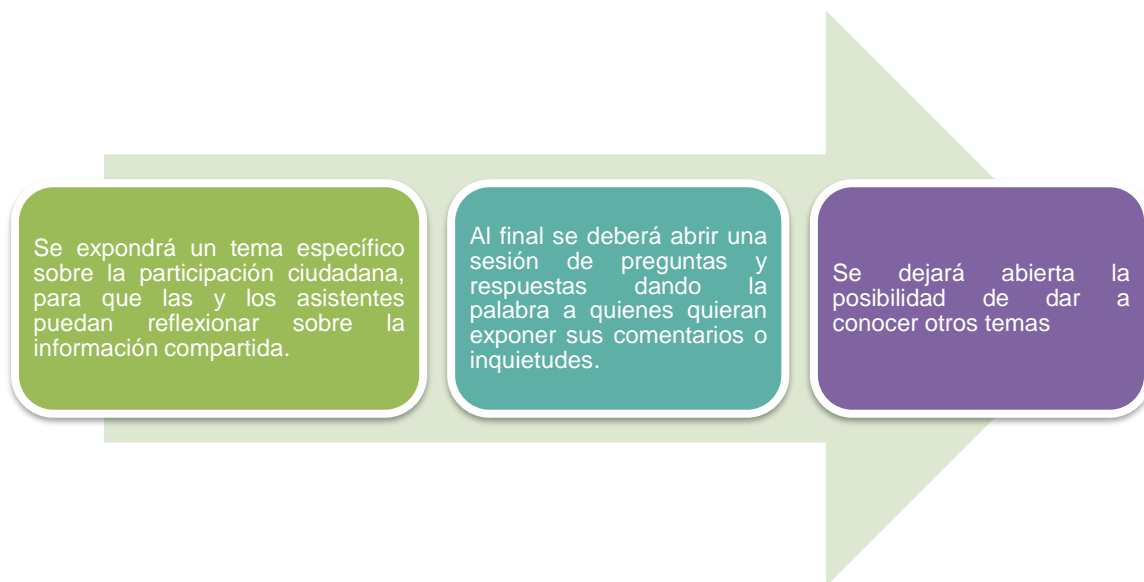 Se expondrá un tema específico
sobre la participación ciudadana,
para que las y los asistentes
puedan reflexionar sobre la
información compartida.
Al final se deberá abrir una
sesión de preguntas y
respuestas dando la
palabra a quienes quieran
exponer sus comentarios o
inquietudes.
Se dejará abierta la
posibilidad de dar a
conocer otros temas